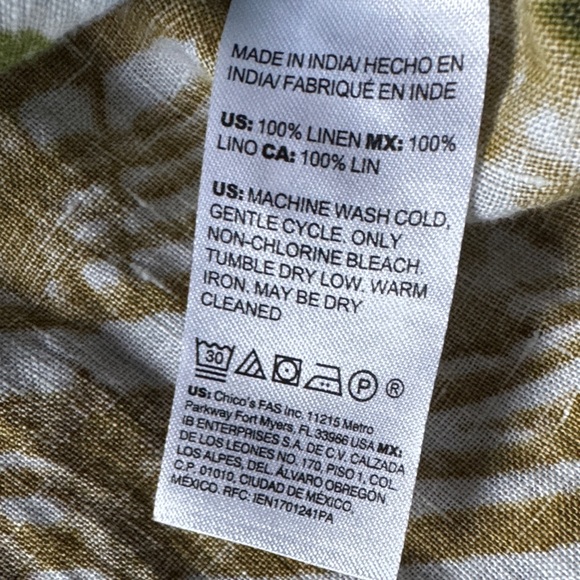 MADE IN INDIA/ HECHO EN
INDIA/ FABRIQUÉ EN INDE
US: 100% LINEN MX: 100%
LINO CA: 100% LIN
US: MACHINE WASH COLD,
GENTLE CYCLE. ONLY
NON-CHLORINE BLEACH.
TUMBLE DRY LOW. WARM
IRON. MAY BE DRY
CLEANED
30 P ®
US: Chico's FAS Inc. 11215 Metro
Parkway Fort Myers, FL 33966 USA MX:
IB ENTERPRISES S.A. DE C.V. CALZADA
DE LOS LEONES NO. 170, PISO 1, COL.
LOS ALPES, DEL. ÁLVARO OBREGÓN
C.P. 01010, CIUDAD DE MÉXICO,
MÉXICO. RFC: IEN1701241PA